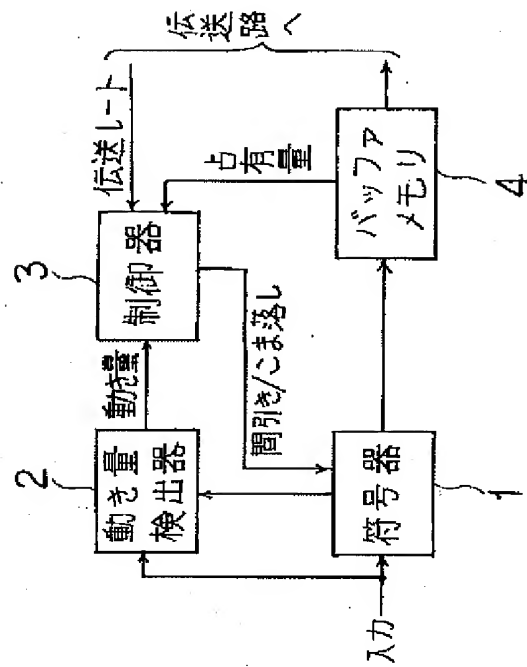 伝送路へ
伝送レート
占有量
3
制御器
バッファ
メモリ
4
動き量
間引き/こま落し
2
動き量
検出器
符号器
1
入力